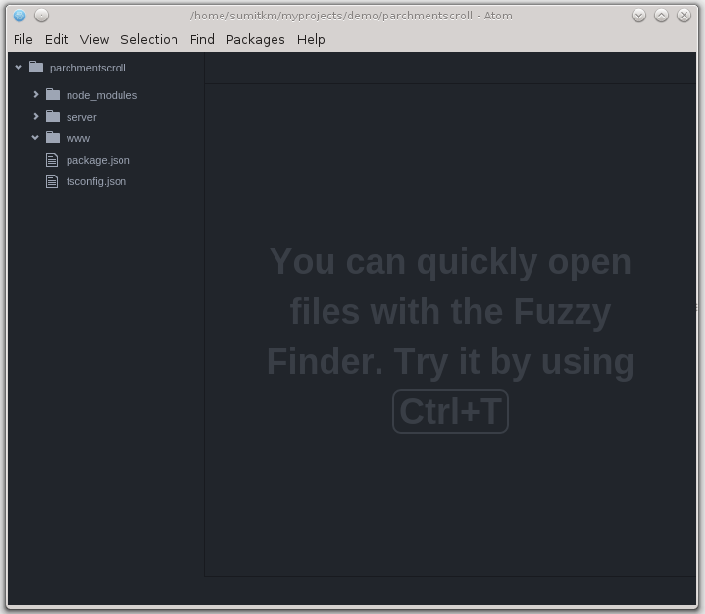 /home/sumitkm/myprojects/demo/parchmentscroll - Atom
File Edit View Selection Find Packages Help
parchmentscroll
node_modules
server
www
package.json
tsconfig.json
You can quickly open
files with the Fuzzy
Finder. Try it by using
Ctrl+T